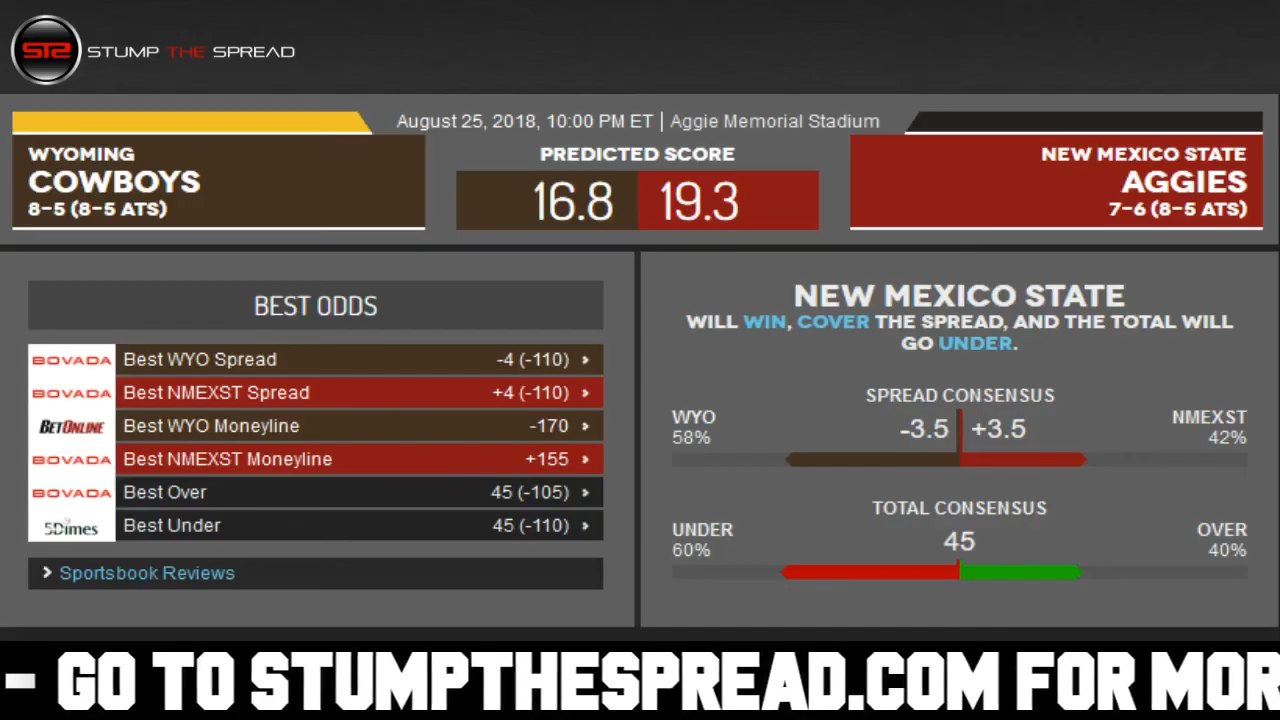 STS STUMP THE SPREAD
August 25, 2018, 10:00 PM ET | Aggie Memorial Stadium
WYOMING
COWBOYS
8-5 (8-5 ATS)
PREDICTED SCORE
16.8 19.3
NEW MEXICO STATE
AGGIES
7-6 (8-5 ATS)
BEST ODDS
BOVADA Best WYO Spread -4 (-110) ›
BOVADA Best NMEXST Spread +4 (-110) ›
BETONLINE Best WYO Moneyline -170 ›
BOVADA Best NMEXST Moneyline +155 ›
BOVADA Best Over 45 (-105) ›
5Dimes Best Under 45 (-110) ›
› Sportsbook Reviews
NEW MEXICO STATE
WILL WIN, COVER THE SPREAD, AND THE TOTAL WILL
GO UNDER.
SPREAD CONSENSUS
WYO -3.5 +3.5 NMEXST
58% 42%
TOTAL CONSENSUS
UNDER 45 OVER
60% 40%
- GO TO STUMPTHESPREAD.COM FOR MOR